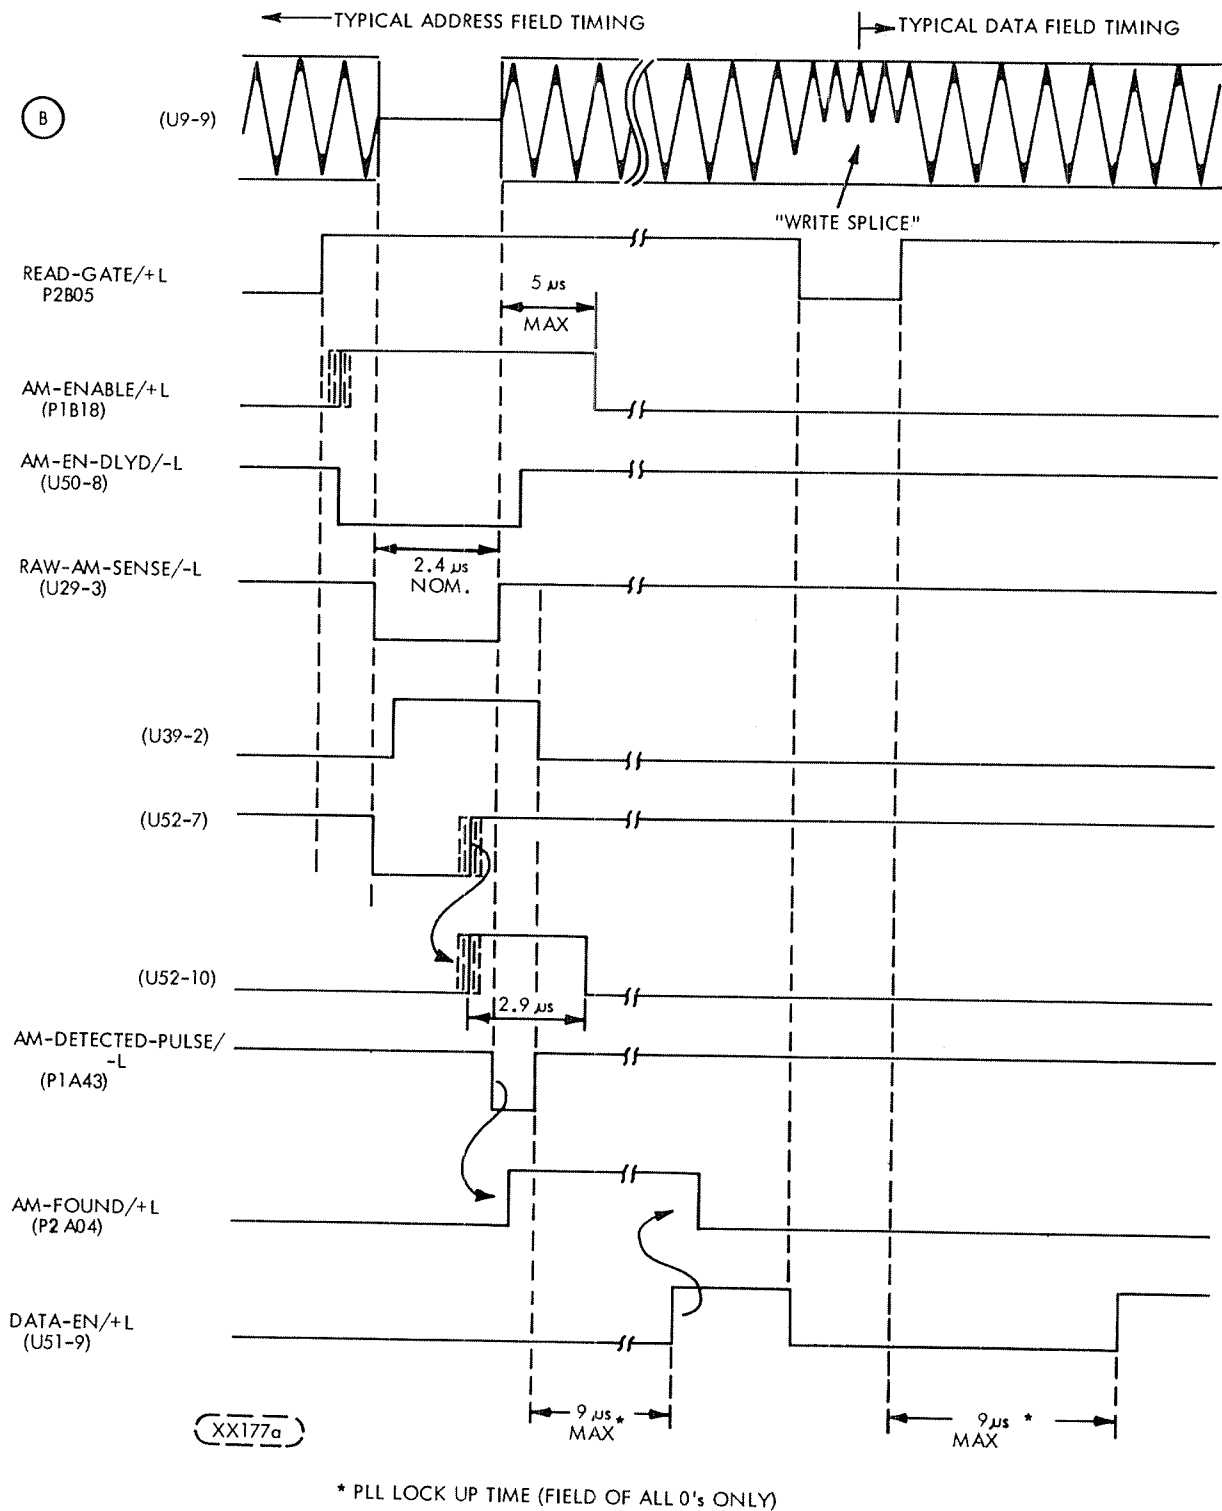 TYPICAL ADDRESS FIELD TIMING
TYPICAL DATA FIELD TIMING
B
(U9-9)
"WRITE SPLICE"
READ-GATE/+L
P2B05
5 µs
MAX
AM-ENABLE/+L
(P1B18)
AM-EN-DLYD/-L
(U50-8)
2.4 µs
NOM.
RAW-AM-SENSE/-L
(U29-3)
(U39-2)
(U52-7)
(U52-10)
2.9 µs
AM-DETECTED-PULSE/
-L
(P1A43)
AM-FOUND/+L
(P2A04)
DATA-EN/+L
(U51-9)
9 µs *
MAX
9µs *
MAX
XX177a
* PLL LOCK UP TIME (FIELD OF ALL 0's ONLY)